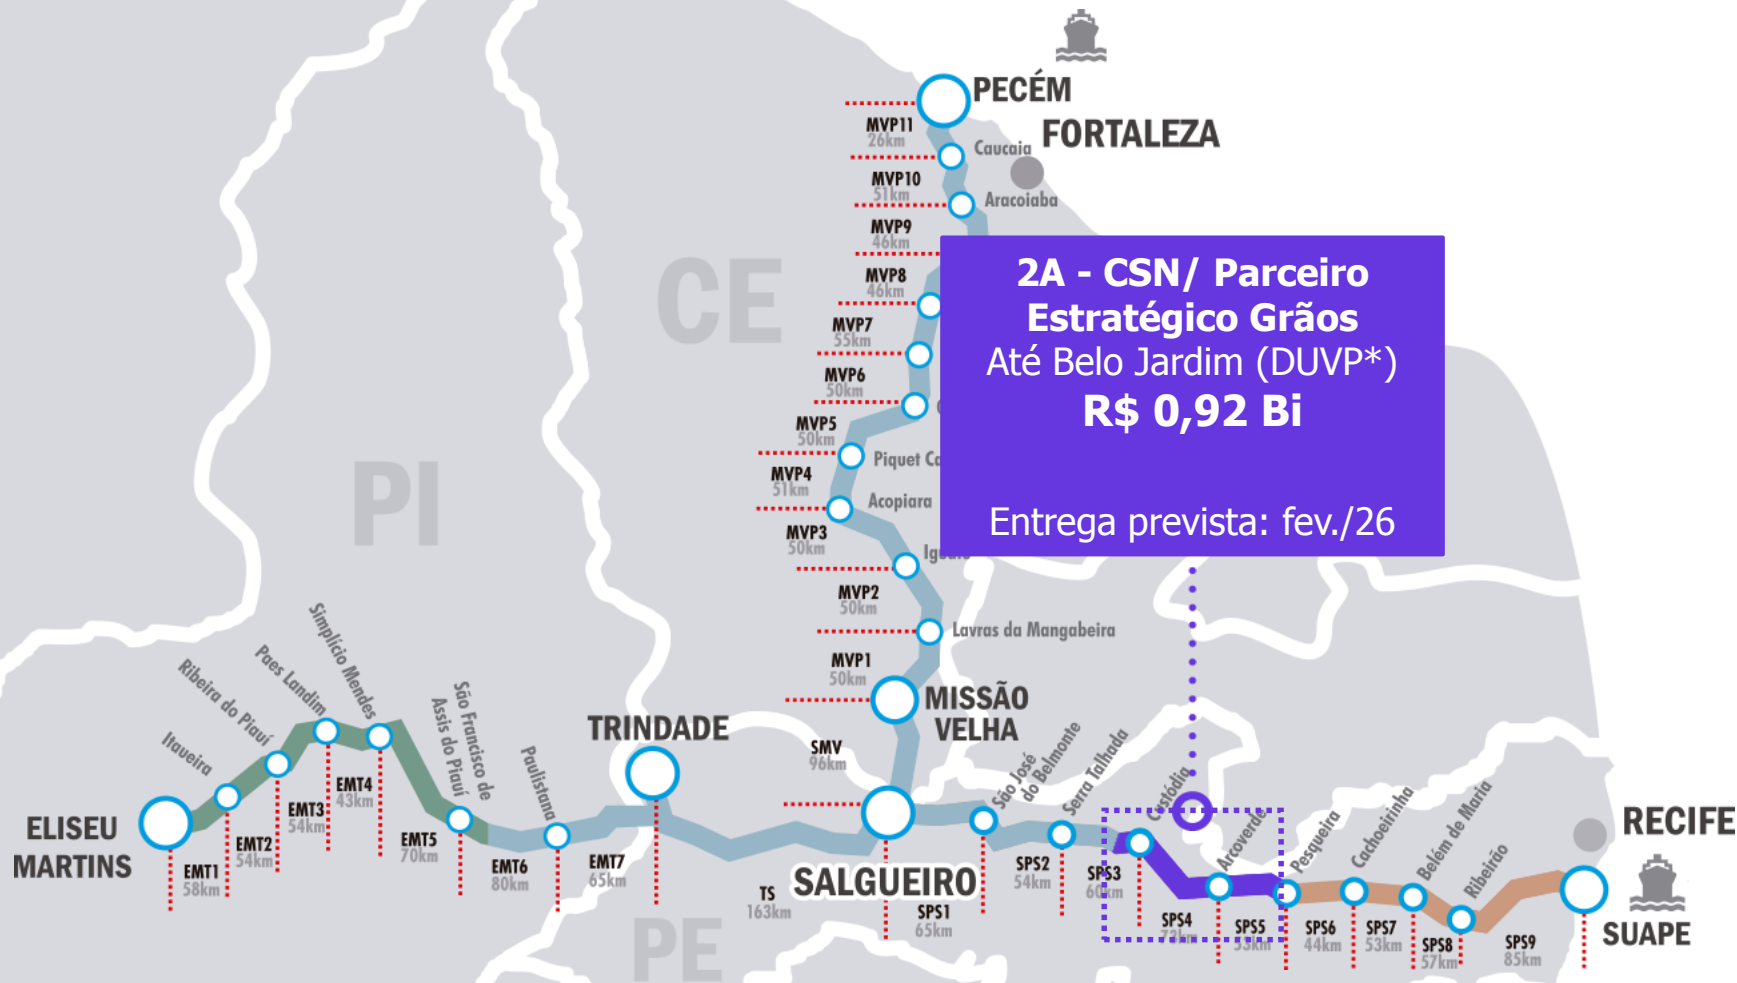 PECÉM
FORTALEZA
MVP11
26km
Caucaia
MVP10
51km
Aracoiaba
MVP9
46km
MVP8
46km
MVP7
55km
MVP6
50km
MVP5
50km
Piquet Ca
MVP4
51km
Acopiara
MVP3
50km
MVP2
50km
Lavras da Mangabeira
MVP1
50km
CE
PI
PE
2A - CSN/ Parceiro
Estratégico Grãos
Até Belo Jardim (DUVP*)
R$ 0,92 Bi
Entrega prevista: fev./26
MISSÃO
VELHA
SMV
96km
TRINDADE
SALGUEIRO
ELISEU
MARTINS
Itaueira
Ribeira do Piauí
Paes Landim
Simplício Mendes
São Francisco de
Assis do Piauí
Paulistana
EMT1
58km
EMT2
54km
EMT3
54km
EMT4
43km
EMT5
70km
EMT6
80km
EMT7
65km
TS
163km
São José
do Belmonte
Serra Talhada
Custódia
Arcoverde
Pesqueira
Cachoeirinha
Belém de Maria
Ribeirão
SPS1
65km
SPS2
54km
SPS3
60km
SPS4
73km
SPS5
53km
SPS6
44km
SPS7
53km
SPS8
57km
SPS9
85km
RECIFE
SUAPE